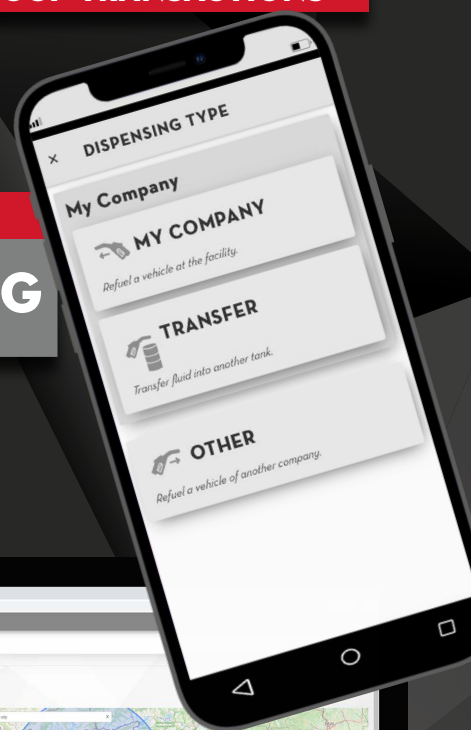 TRANSACTIONS
G
× DISPENSING TYPE
My Company
MY COMPANY
Refuel a vehicle at the facility.
TRANSFER
Transfer fluid into another tank.
OTHER
Refuel a vehicle of another company.